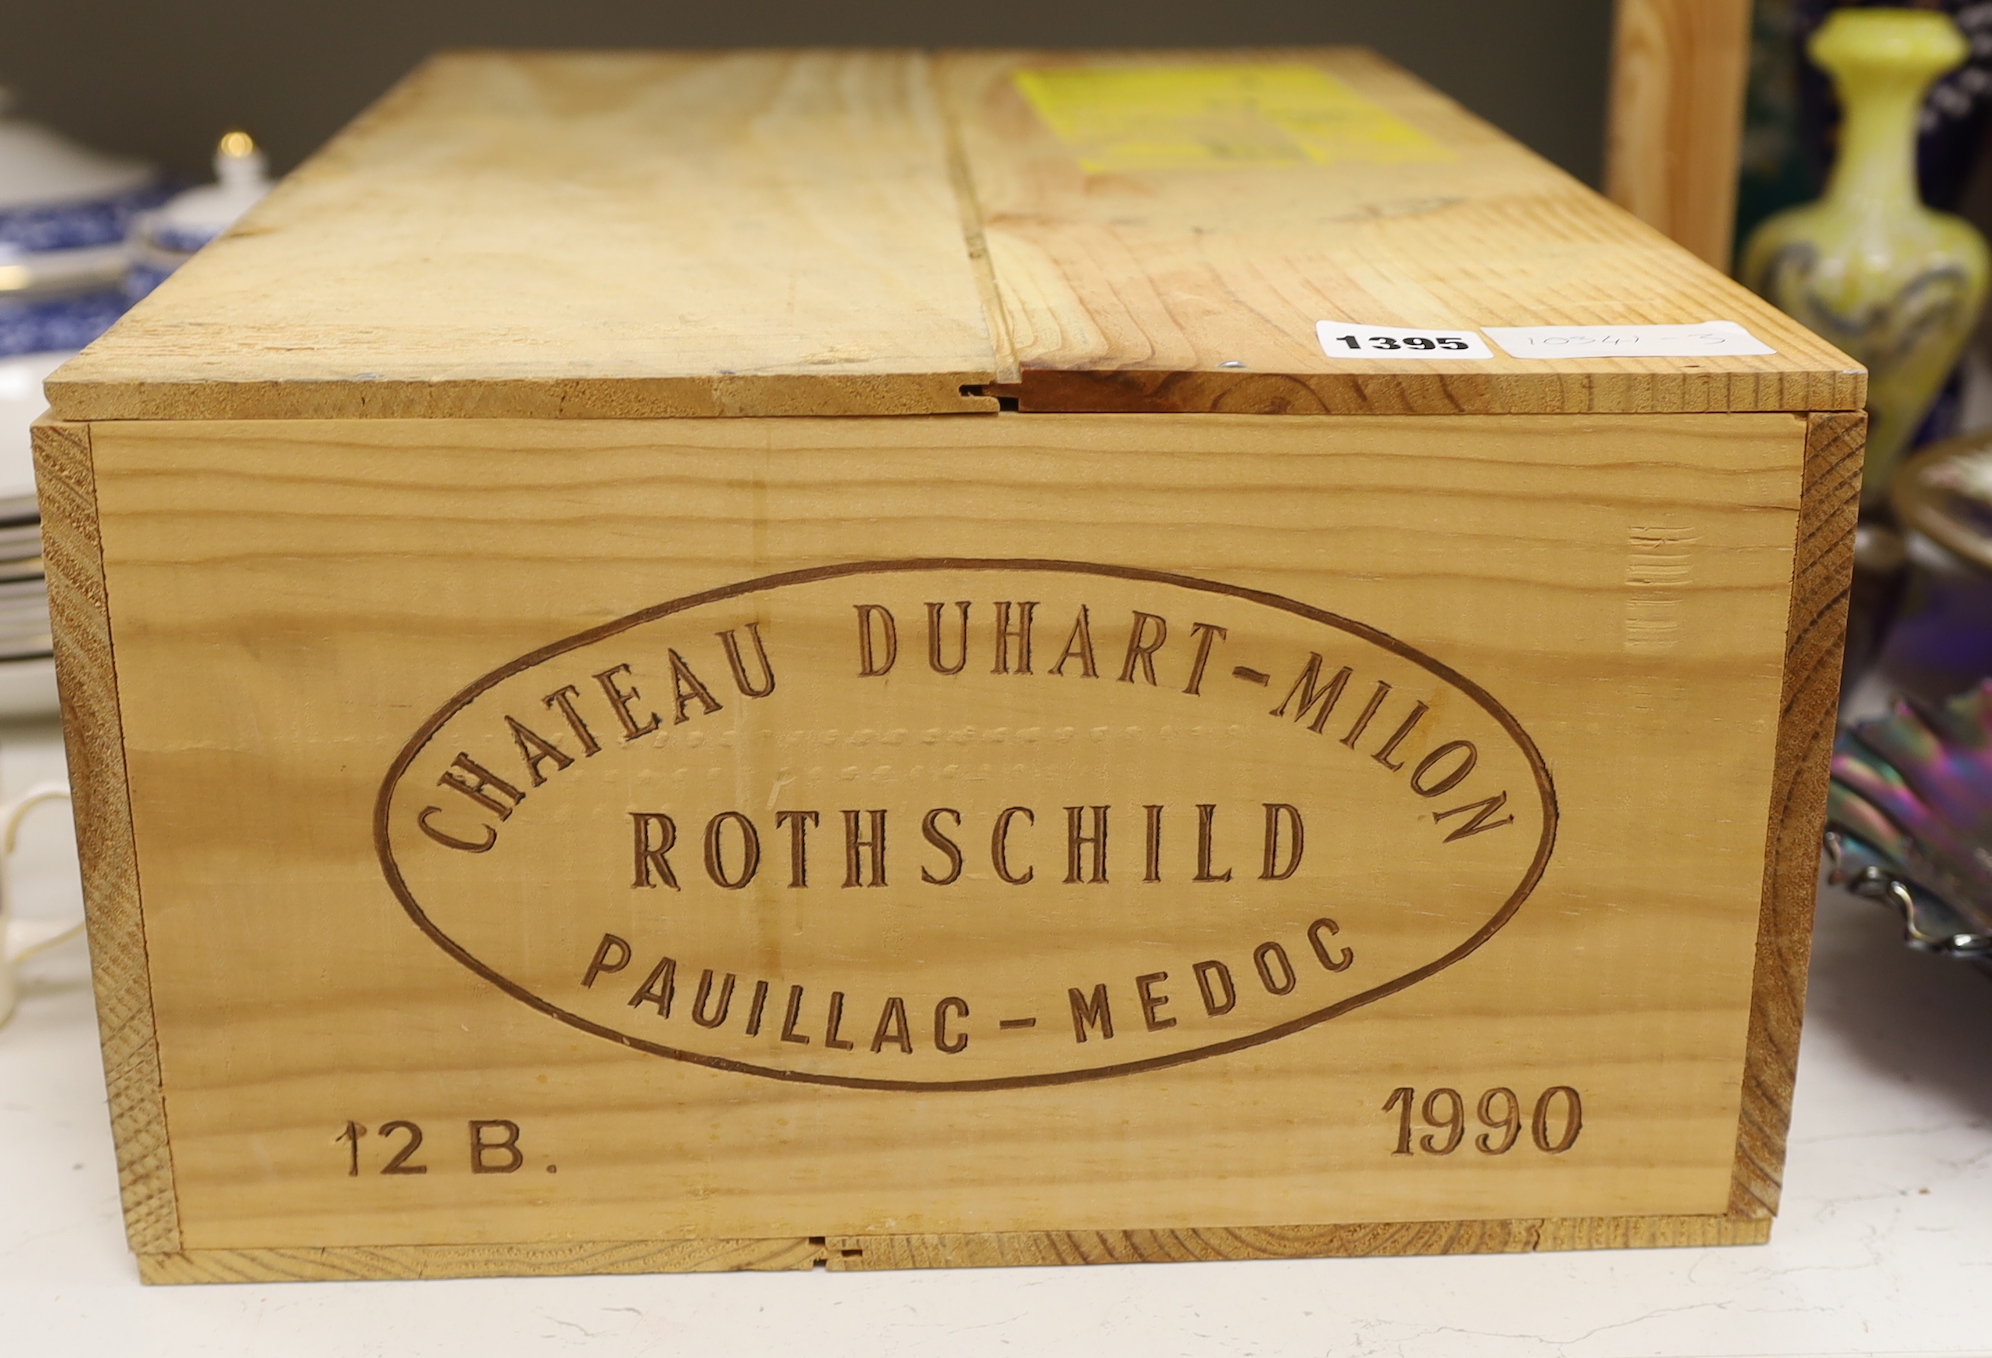 1395
CHATEAU DUHART-MILON
ROTHSCHILD
PAUILLAC-MEDOC
12 B.
1990